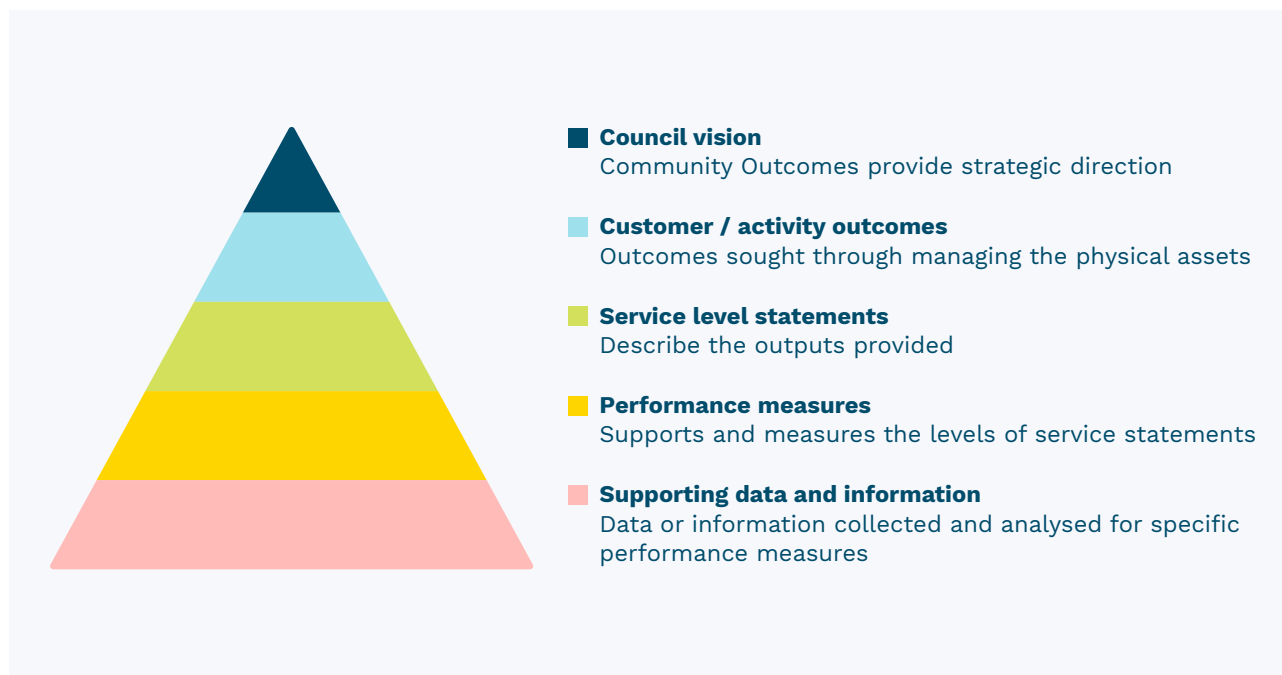 Council vision
Community Outcomes provide strategic direction
Customer / activity outcomes
Outcomes sought through managing the physical assets
Service level statements
Describe the outputs provided
Performance measures
Supports and measures the levels of service statements
Supporting data and information
Data or information collected and analysed for specific
performance measures